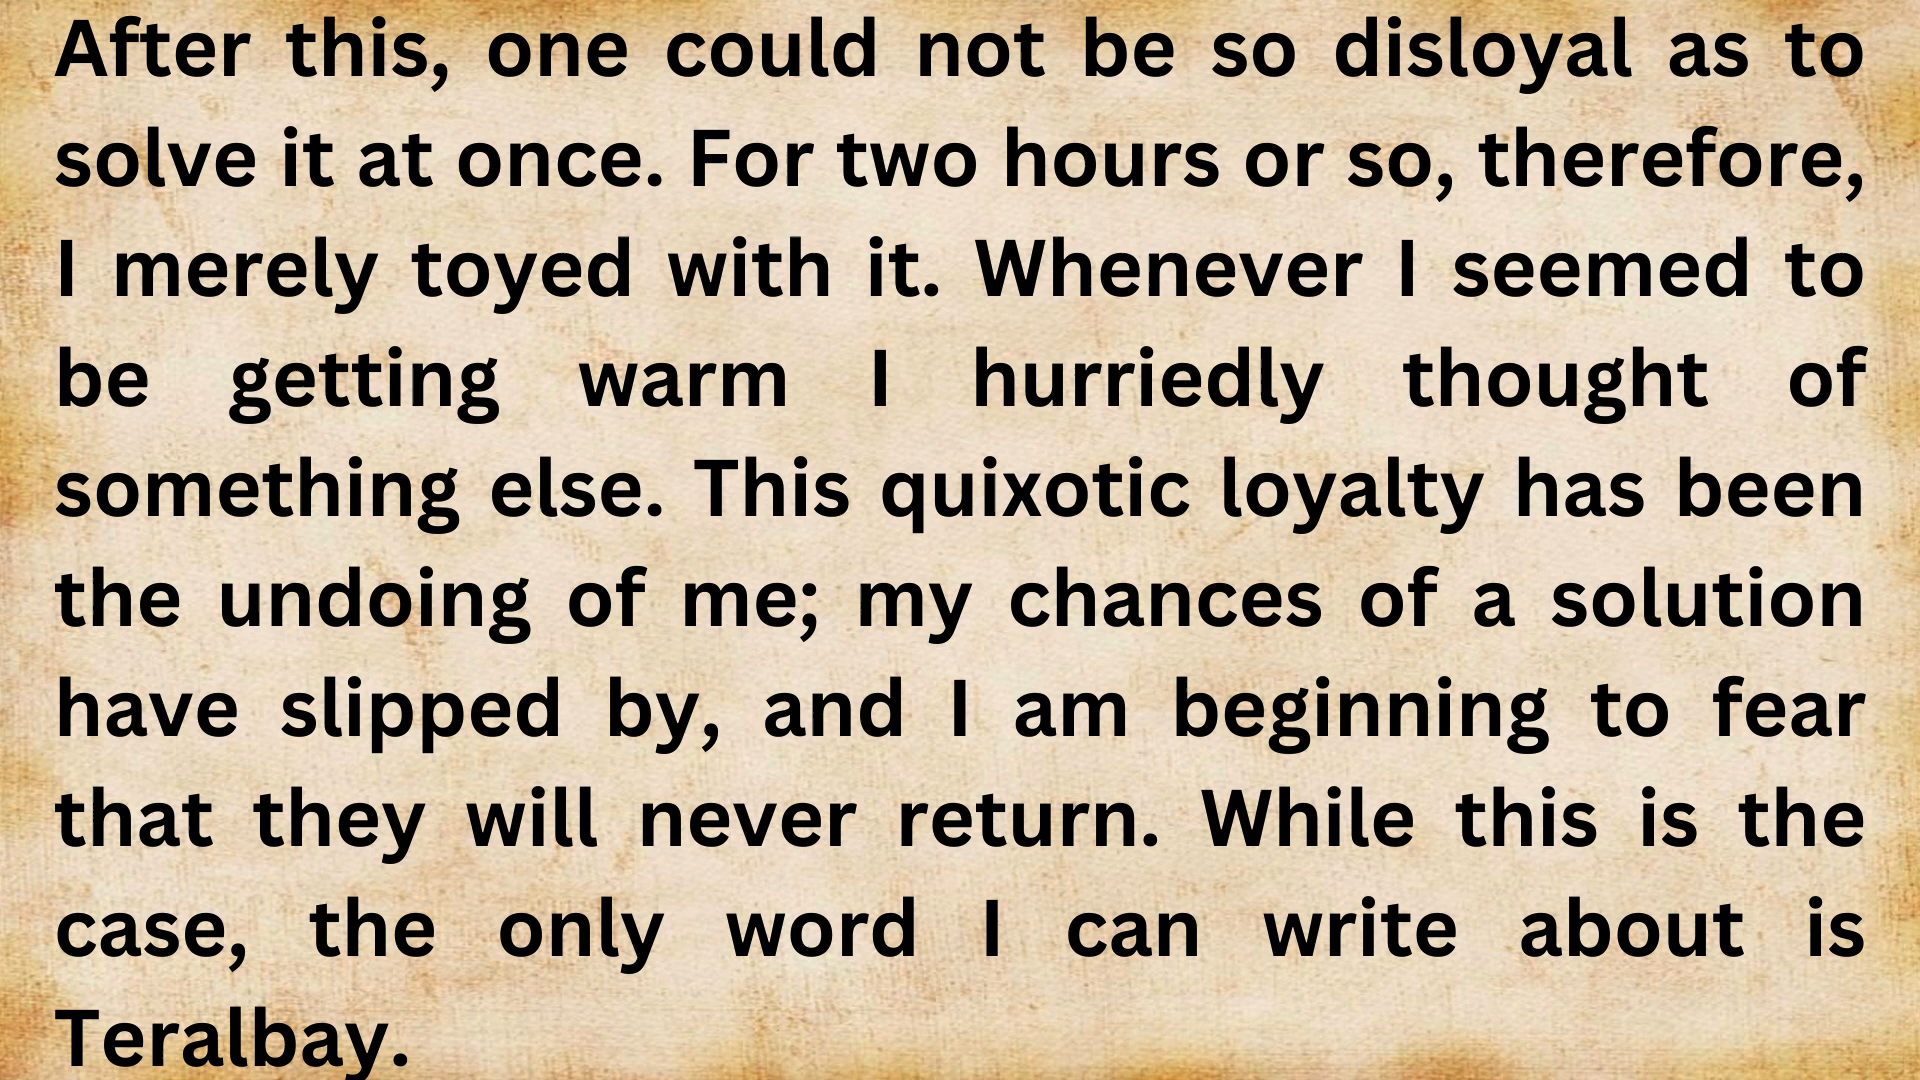 After this, one could not be so disloyal as to
solve it at once. For two hours or so, therefore,
I merely toyed with it. Whenever I seemed to
be getting warm I hurriedly thought of
something else. This quixotic loyalty has been
the undoing of me; my chances of a solution
have slipped by, and I am beginning to fear
that they will never return. While this is the
case, the only word I can write about is
Teralbay.